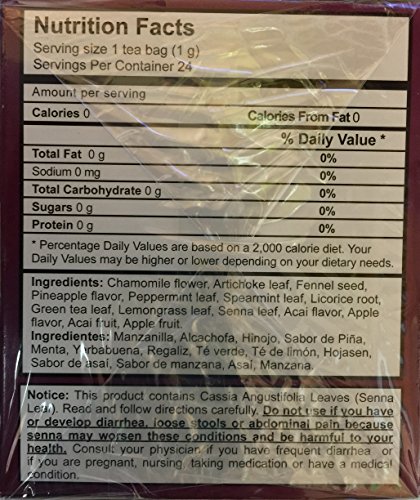 Nutrition Facts
Serving size 1 tea bag (1 g)
Servings Per Container 24
Amount per serving
Calories 0 Calories From Fat 0
% Daily Value *
Total Fat 0 g 0%
Sodium 0 mg 0%
Total Carbohydrate 0 g 0%
Sugars 0 g 0%
Protein 0 g 0%
* Percentage Daily Values are based on a 2,000 calorie diet. Your
Daily Values may be higher or lower depending on your dietary needs.
Ingredients: Chamomile flower, Artichoke leaf, Fennel seed,
Pineapple flavor, Peppermint leaf, Spearmint leaf, Licorice root,
Green tea leaf, Lemongrass leaf, Senna leaf, Acai flavor, Apple
flavor, Acai fruit, Apple fruit.
Ingredientes: Manzanilla, Alcachofa, Hinojo, Sabor de Piña,
Menta, Yerbabuena, Regaliz, Té verde, Té de limón, Hojasen,
Sabor de asaí, Sabor de manzana, Asaí, Manzana.
Notice: This product contains Cassia Angustifolia Leaves (Senna
Leaf). Read and follow directions carefully. Do not use if you have
or develop diarrhea, loose stools or abdominal pain because
senna may worsen these conditions and be harmful to your
health. Consult your physician if you have frequent diarrhea or
if you are pregnant, nursing, taking medication or have a medical
condition.